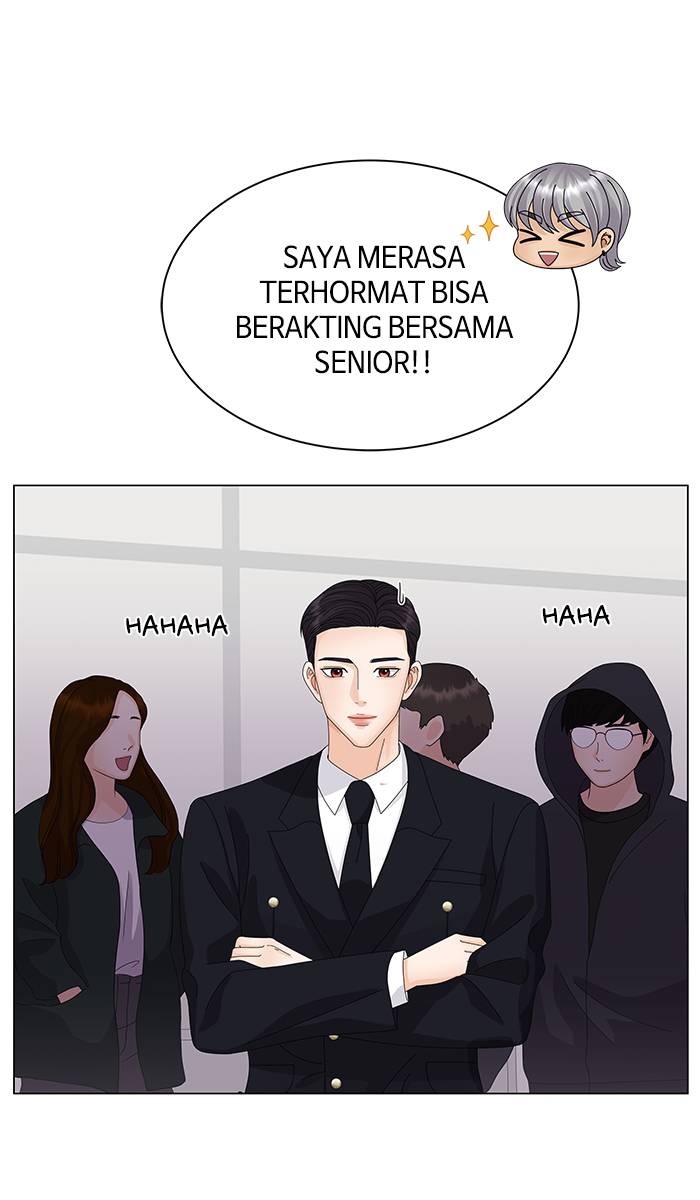 SAYA MERASA
TERHORMAT BISA
BERAKTING BERSAMA
SENIOR!!
HAHAHA
HAHA